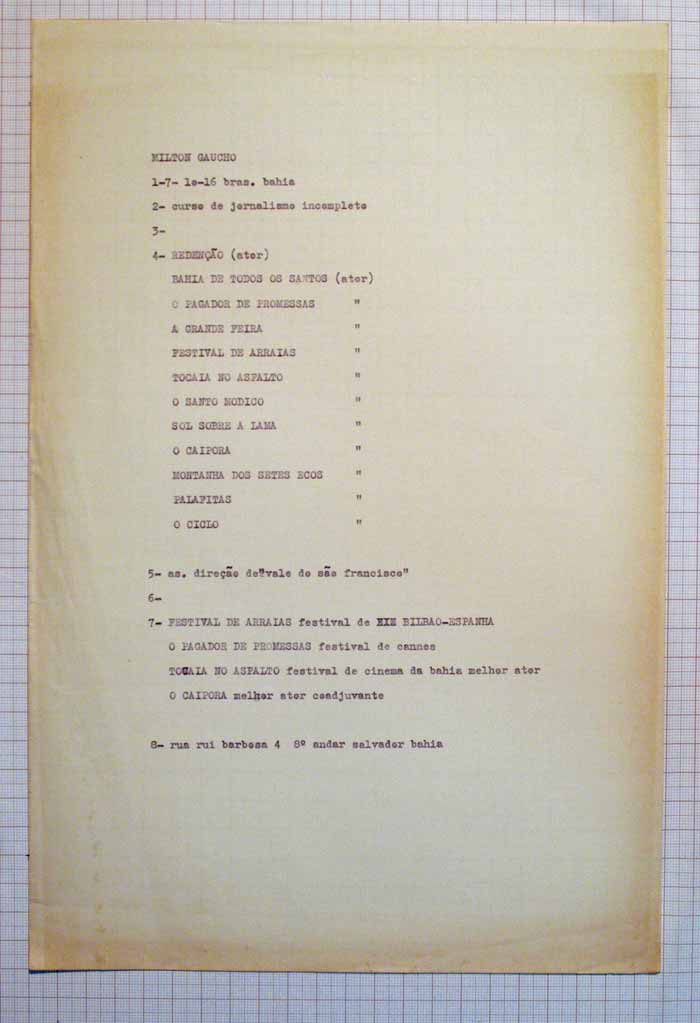 MILTON GAUCHO
1-7- 1e-16 bras. bahia
2- curso de jornalismo incompleto
3-
4- REDENÇÃO (ator)
BAHIA DE TODOS OS SANTOS (ator)
O PAGADOR DE PROMESSAS "
A GRANDE FEIRA "
FESTIVAL DE ARRAIAS "
TOCAIA NO ASFALTO "
O SANTO MODICO "
SOL SOBRE A LAMA "
O CAIPORA "
MONTANHA DOS SETES ECOS "
PALAFITAS "
O CICLO "
5- as. direção de"vale do são francisco"
6-
7- FESTIVAL DE ARRAIAS festival de BILBAO-ESPANHA
O PAGADOR DE PROMESSAS festival de cannes
TOCAIA NO ASFALTO festival de cinema da bahia melhor ator
O CAIPORA melhor ator coadjuvante
8- rua rui barbosa 4 8º andar salvador bahia